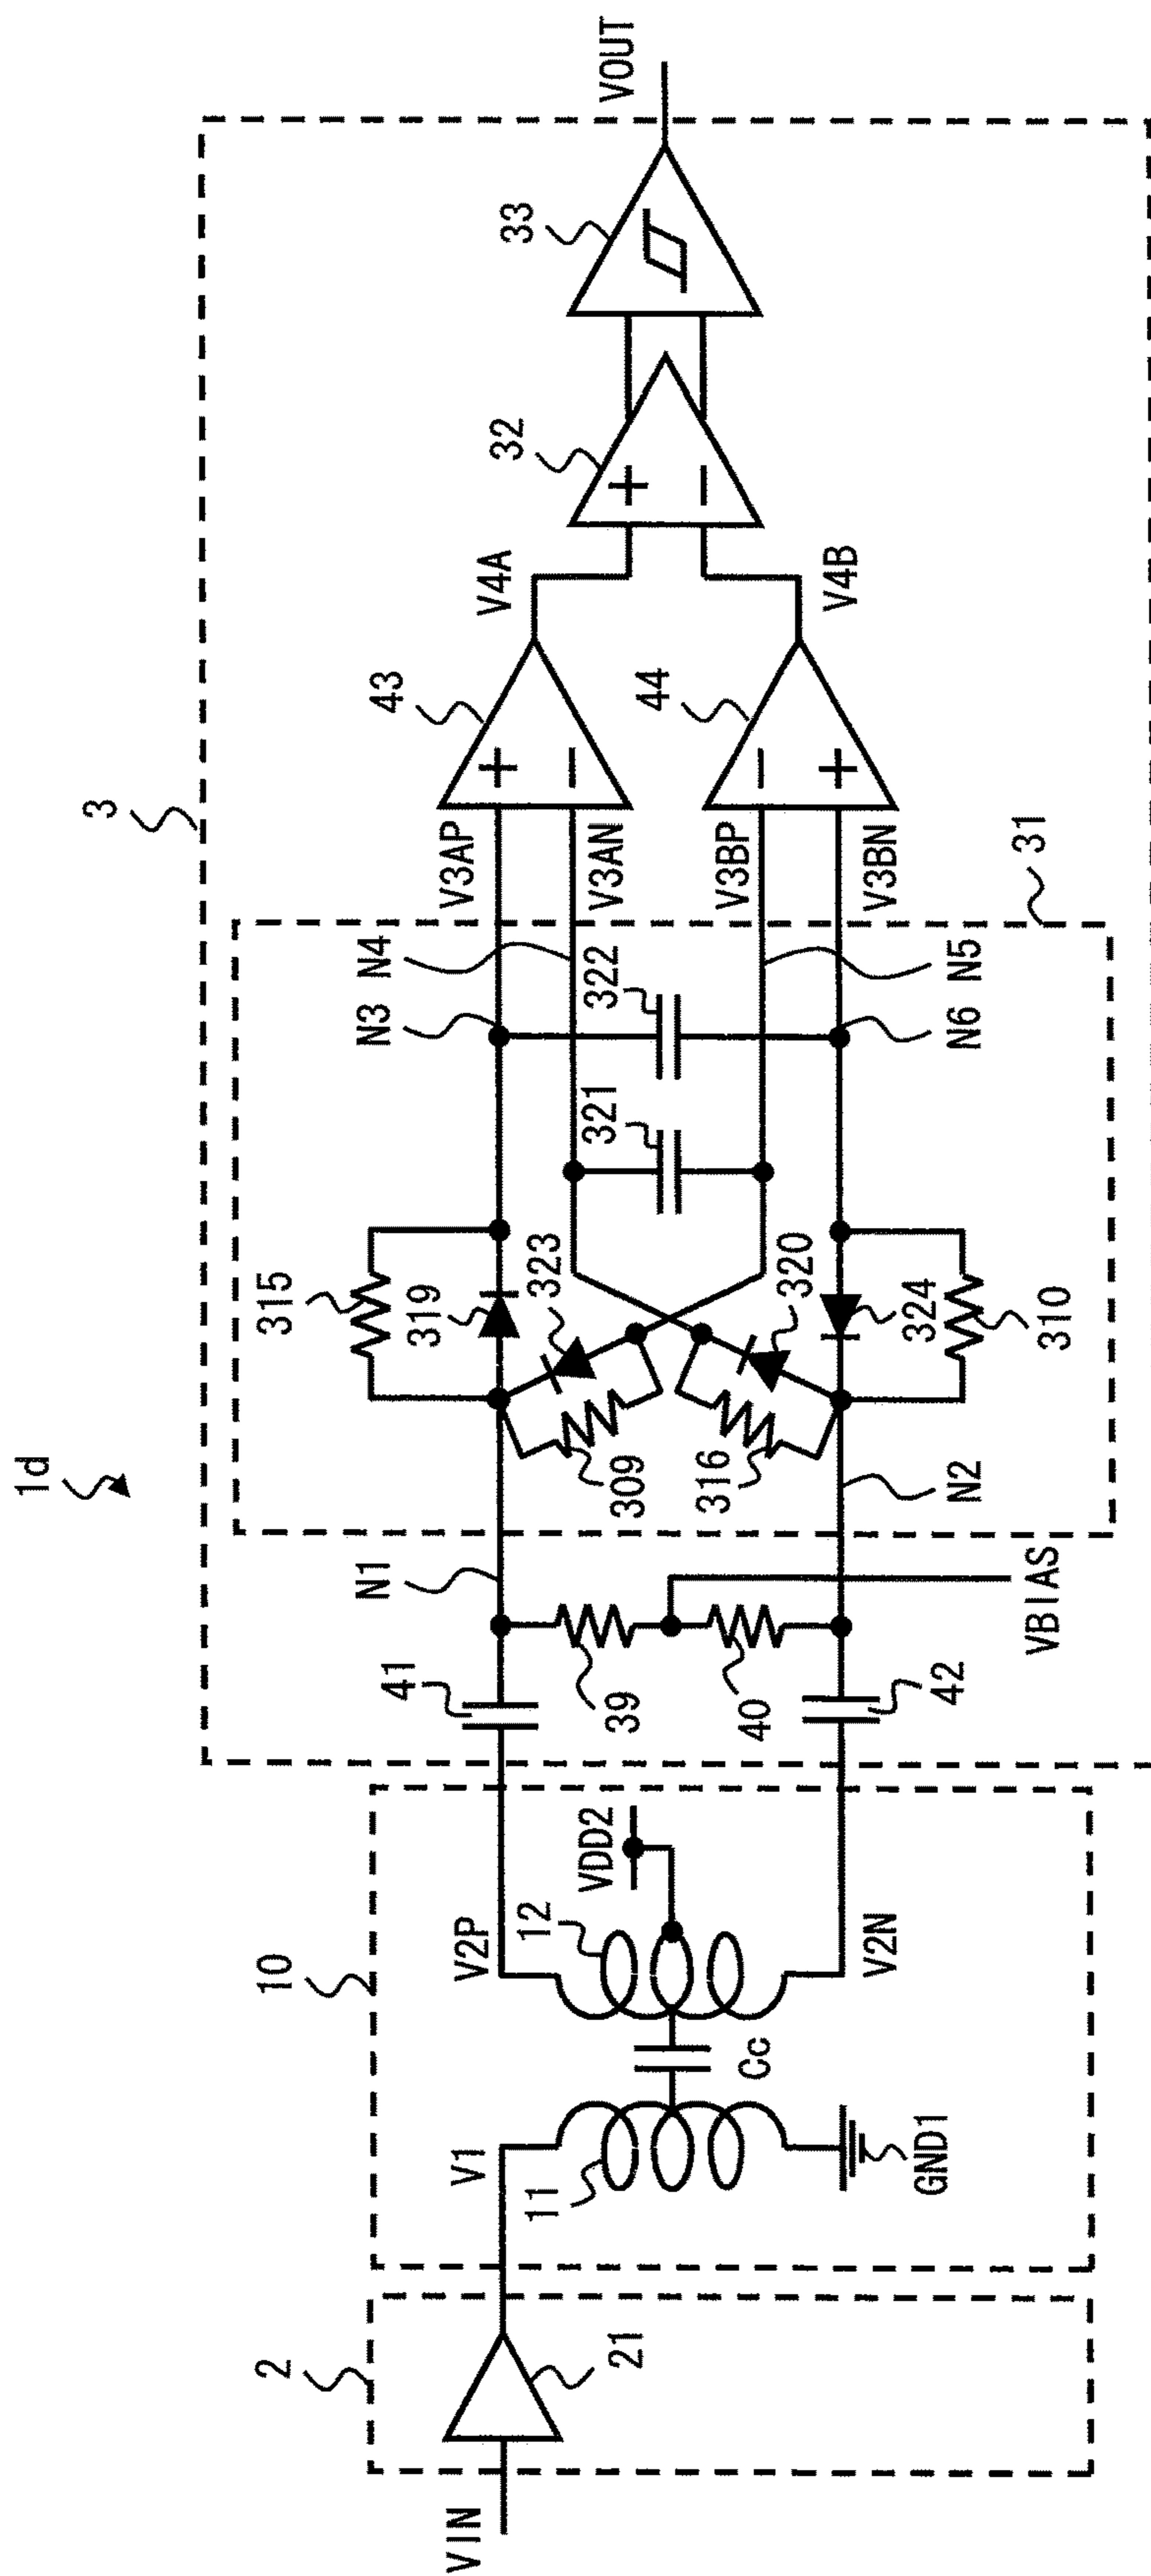 1d
3
VIN
2
21
10
V1
11
GND1
Cc
12
VDD2
V2P
V2N
41
42
39
40
VBIAS
N1
N2
309
316
315
319
323
320
324
310
321
322
N3
N4
N5
N6
31
V3AP
V3AN
V3BP
V3BN
43
44
+
−
−
+
V4A
V4B
32
+
−
33
VOUT